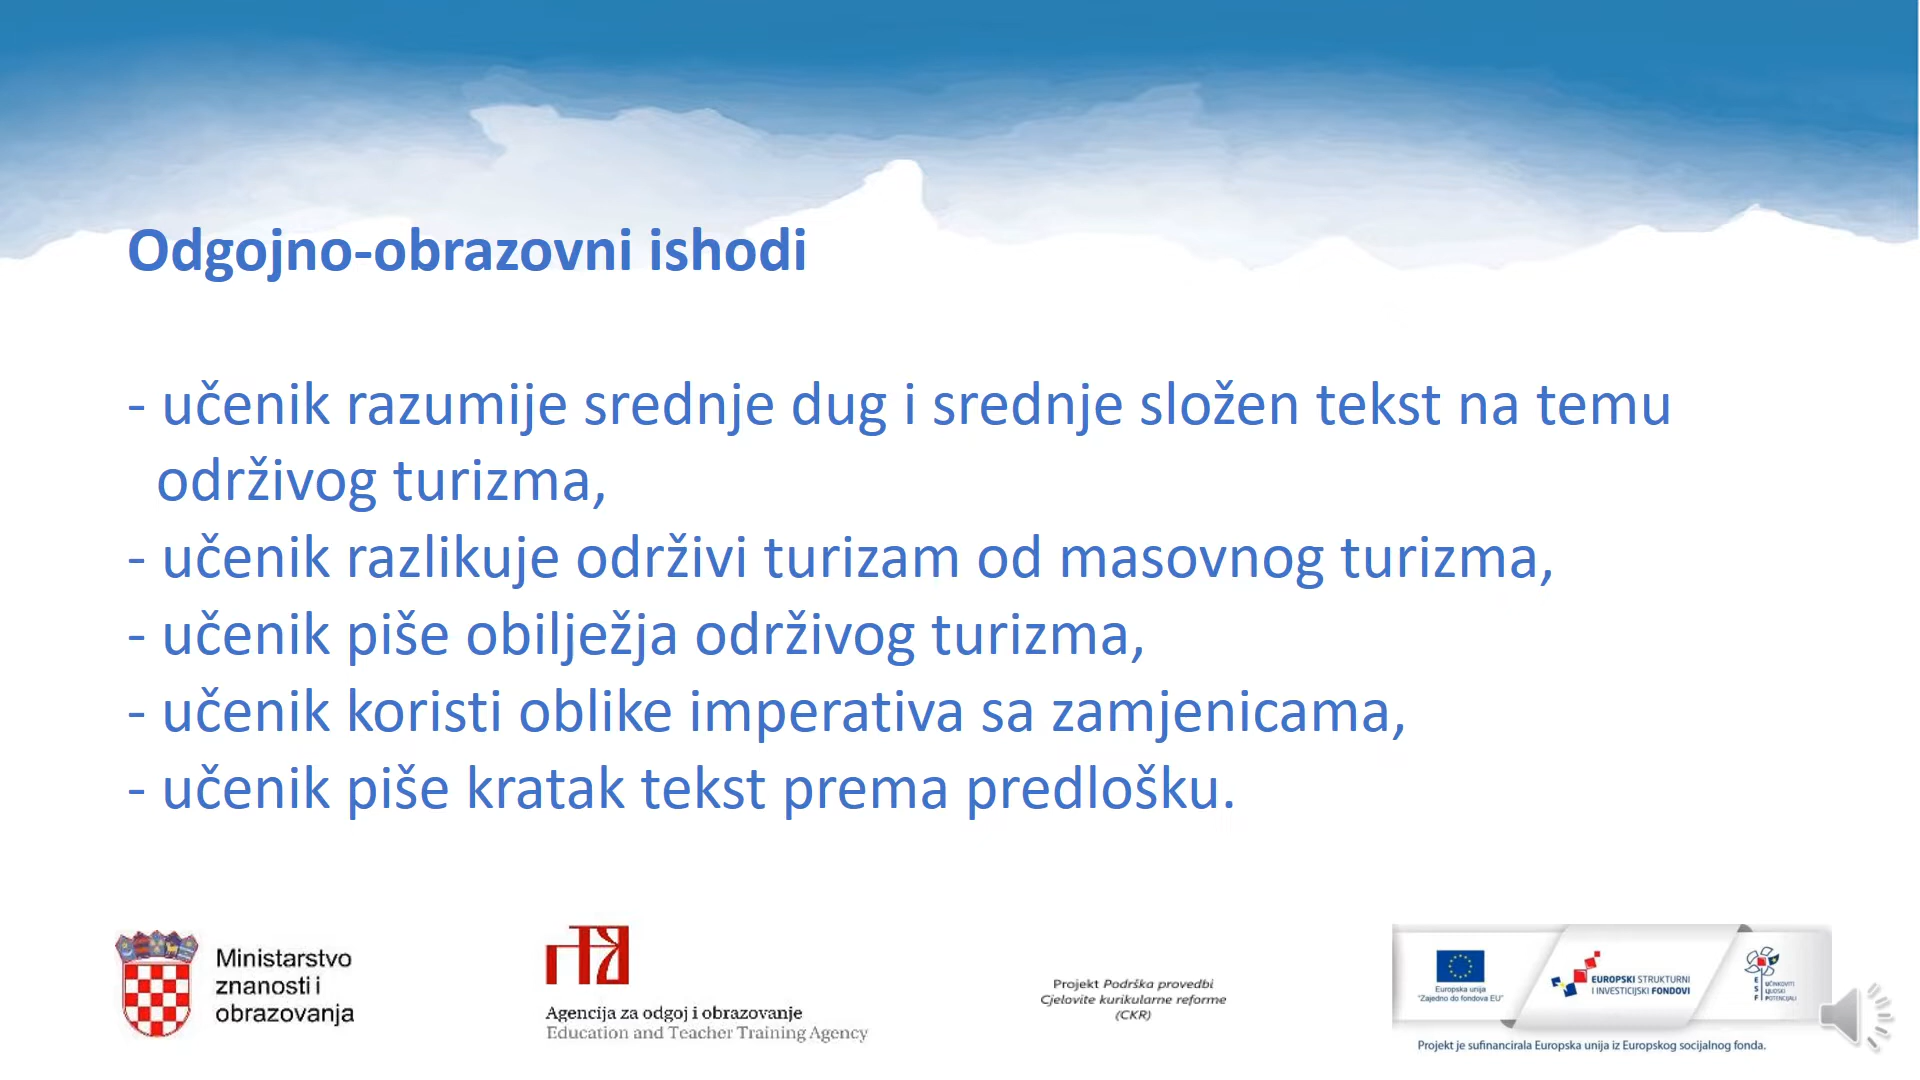 Odgojno-obrazovni ishodi
- učenik razumije srednje dug i srednje složen tekst na temu
održivog turizma,
- učenik razlikuje održivi turizam od masovnog turizma,
- učenik piše obilježja održivog turizma,
- učenik koristi oblike imperativa sa zamjenicama,
- učenik piše kratak tekst prema predlošku.
Ministarstvo
znanosti i
obrazovanja
Agencija za odgoj i obrazovanje
Education and Teacher Training Agency
Projekt Podrška provedbi
Cjelovite kurikularne reforme
(CKR)
Europska unija
"Zajedno do fondova EU"
EUROPSKI STRUKTURNI
I INVESTICIJSKI FONDOVI
ESF
UČINKOVITI
LJUDSKI
POTENCIJALI
Projekt je sufinancirala Europska unija iz Europskog socijalnog fonda.